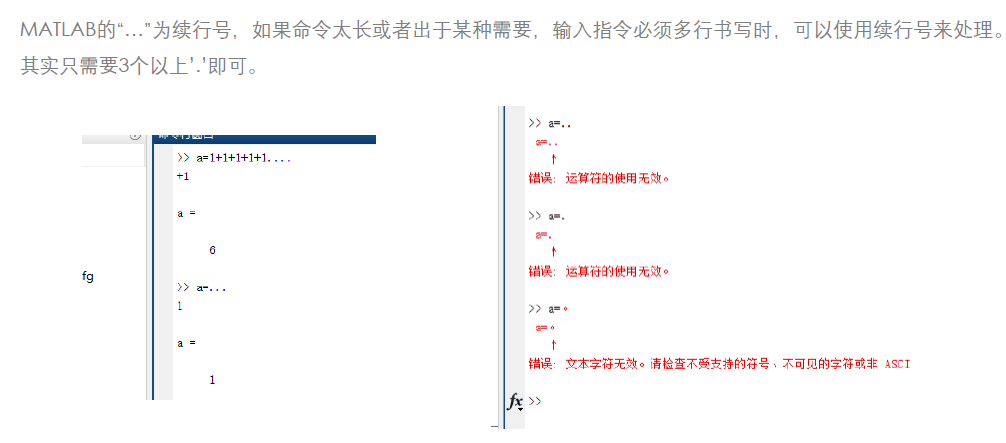 MATLAB的“…”为续行号，如果命令太长或者出于某种需要，输入指令必须多行书写时，可以使用续行号来处理。
其实只需要3个以上’.’即可。
>> a=1+1+1+1+1....
+1
a =
6
>> a=...
1
a =
1
fg
>> a=..
a=..
↑
错误: 运算符的使用无效。
>> a=.
a=.
↑
错误: 运算符的使用无效。
>> a=。
a=。
↑
错误: 文本字符无效。请检查不受支持的符号、不可见的字符或非 ASCI
fx >>